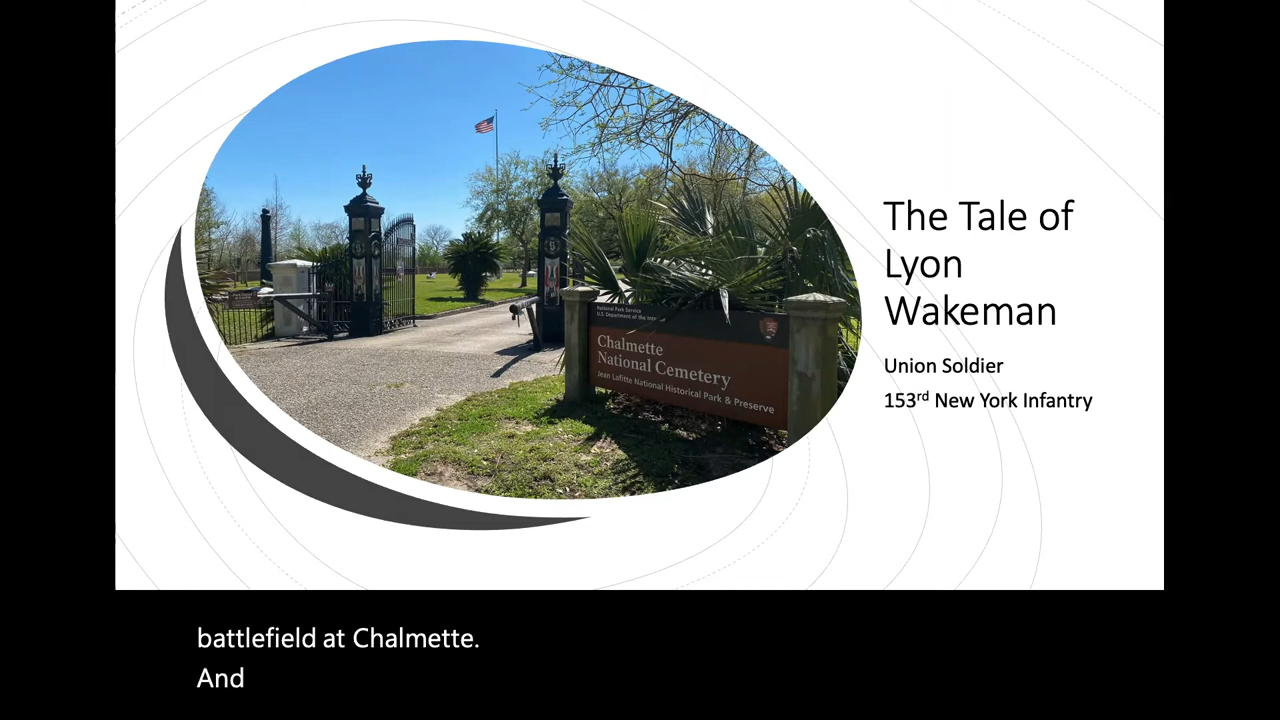 The Tale of
Lyon
Wakeman
Union Soldier
153rd New York Infantry
National Park Service
U.S. Department of the
Chalmette
National Cemetery
Jean Lafitte National Historical Park & Preserve
battlefield at Chalmette.
And